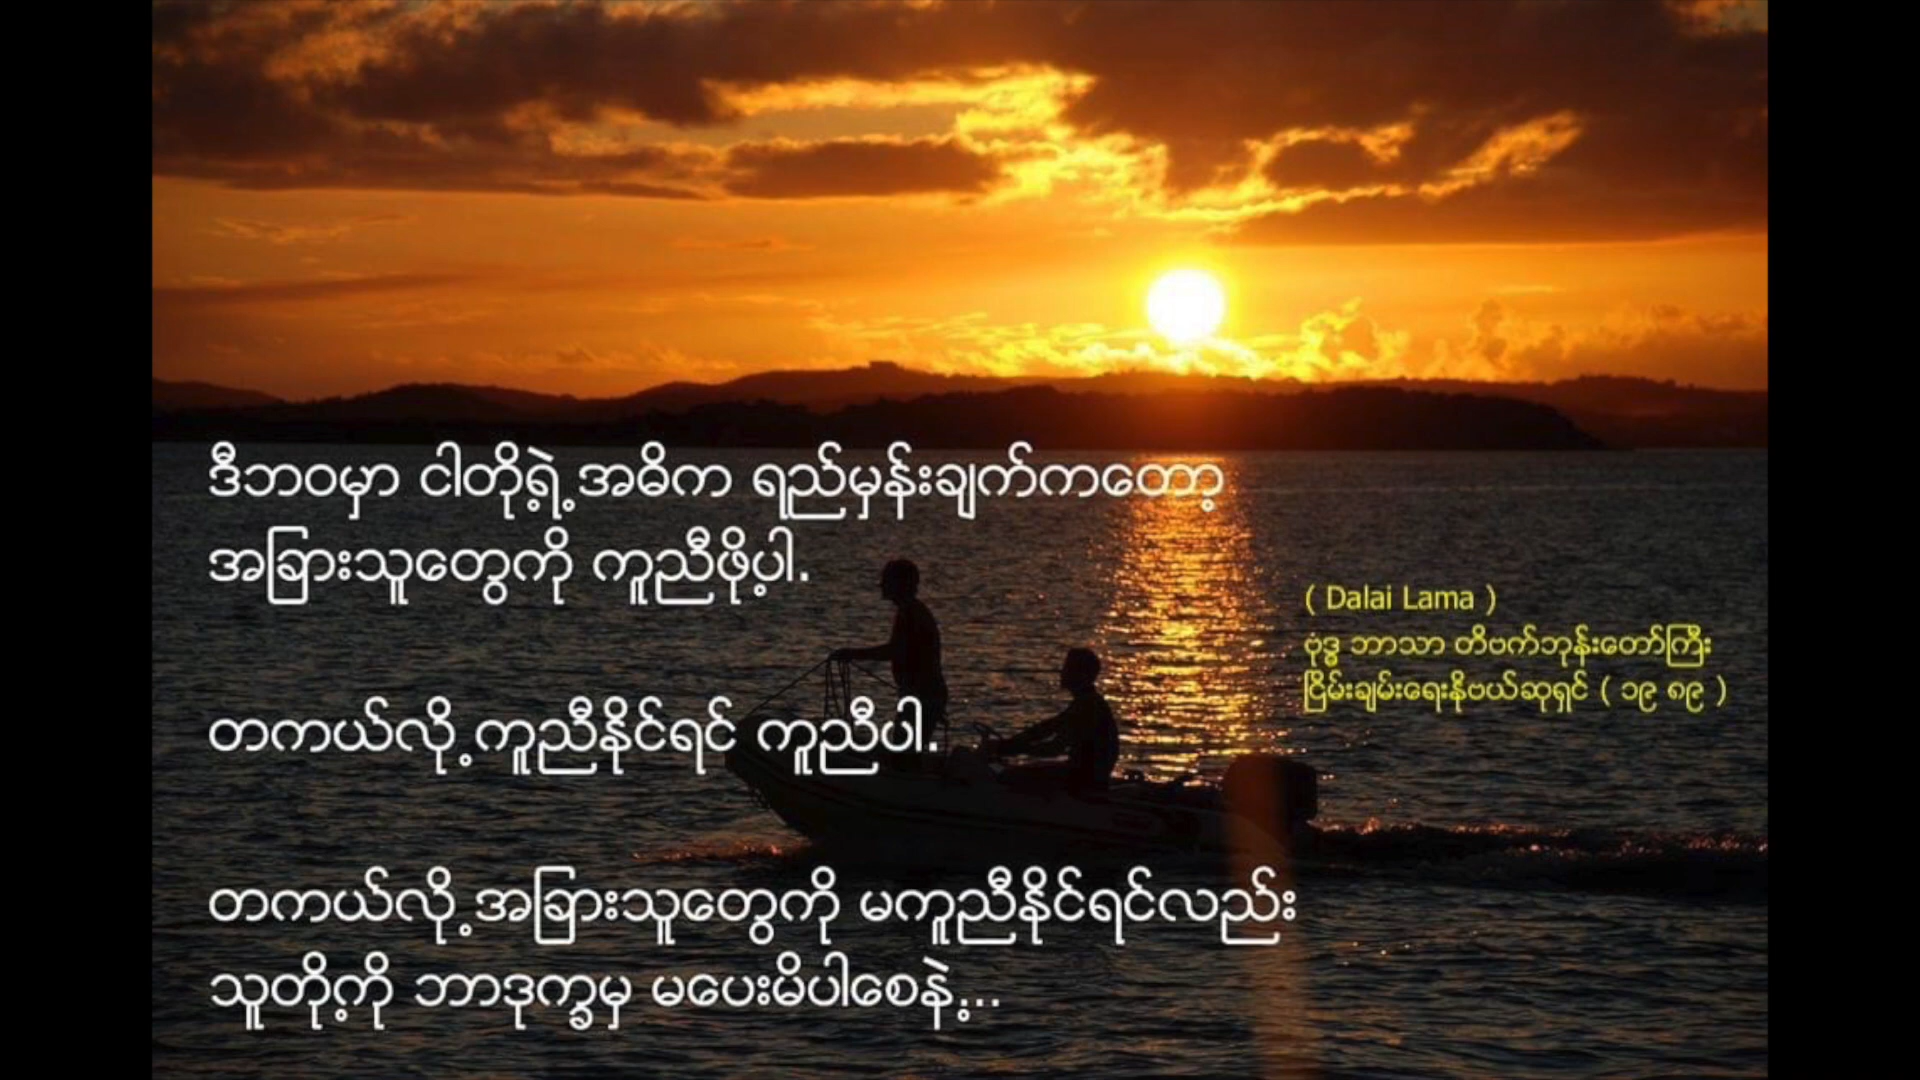 ဒီဘဝမှာ ငါတို့ရဲ့ အဓိက ရည်မှန်းချက်ကတော့
အခြားသူတွေကို ကူညီဖို့ပါ.
တကယ်လို့ ကူညီနိုင်ရင် ကူညီပါ.
တကယ်လို့ အခြားသူတွေကို မကူညီနိုင်ရင်လည်း
သူတို့ကို ဘာဒုက္ခမှ မပေးမိပါစေနဲ့...
( Dalai Lama )
ဗုံဒ္ဓ ဘာသာ တိဗက်ဘုန်းတော်ကြီး
ငြိမ်းချမ်းရေးနိုဗယ်ဆုရှင် ( ၁၉ ၈၉ )